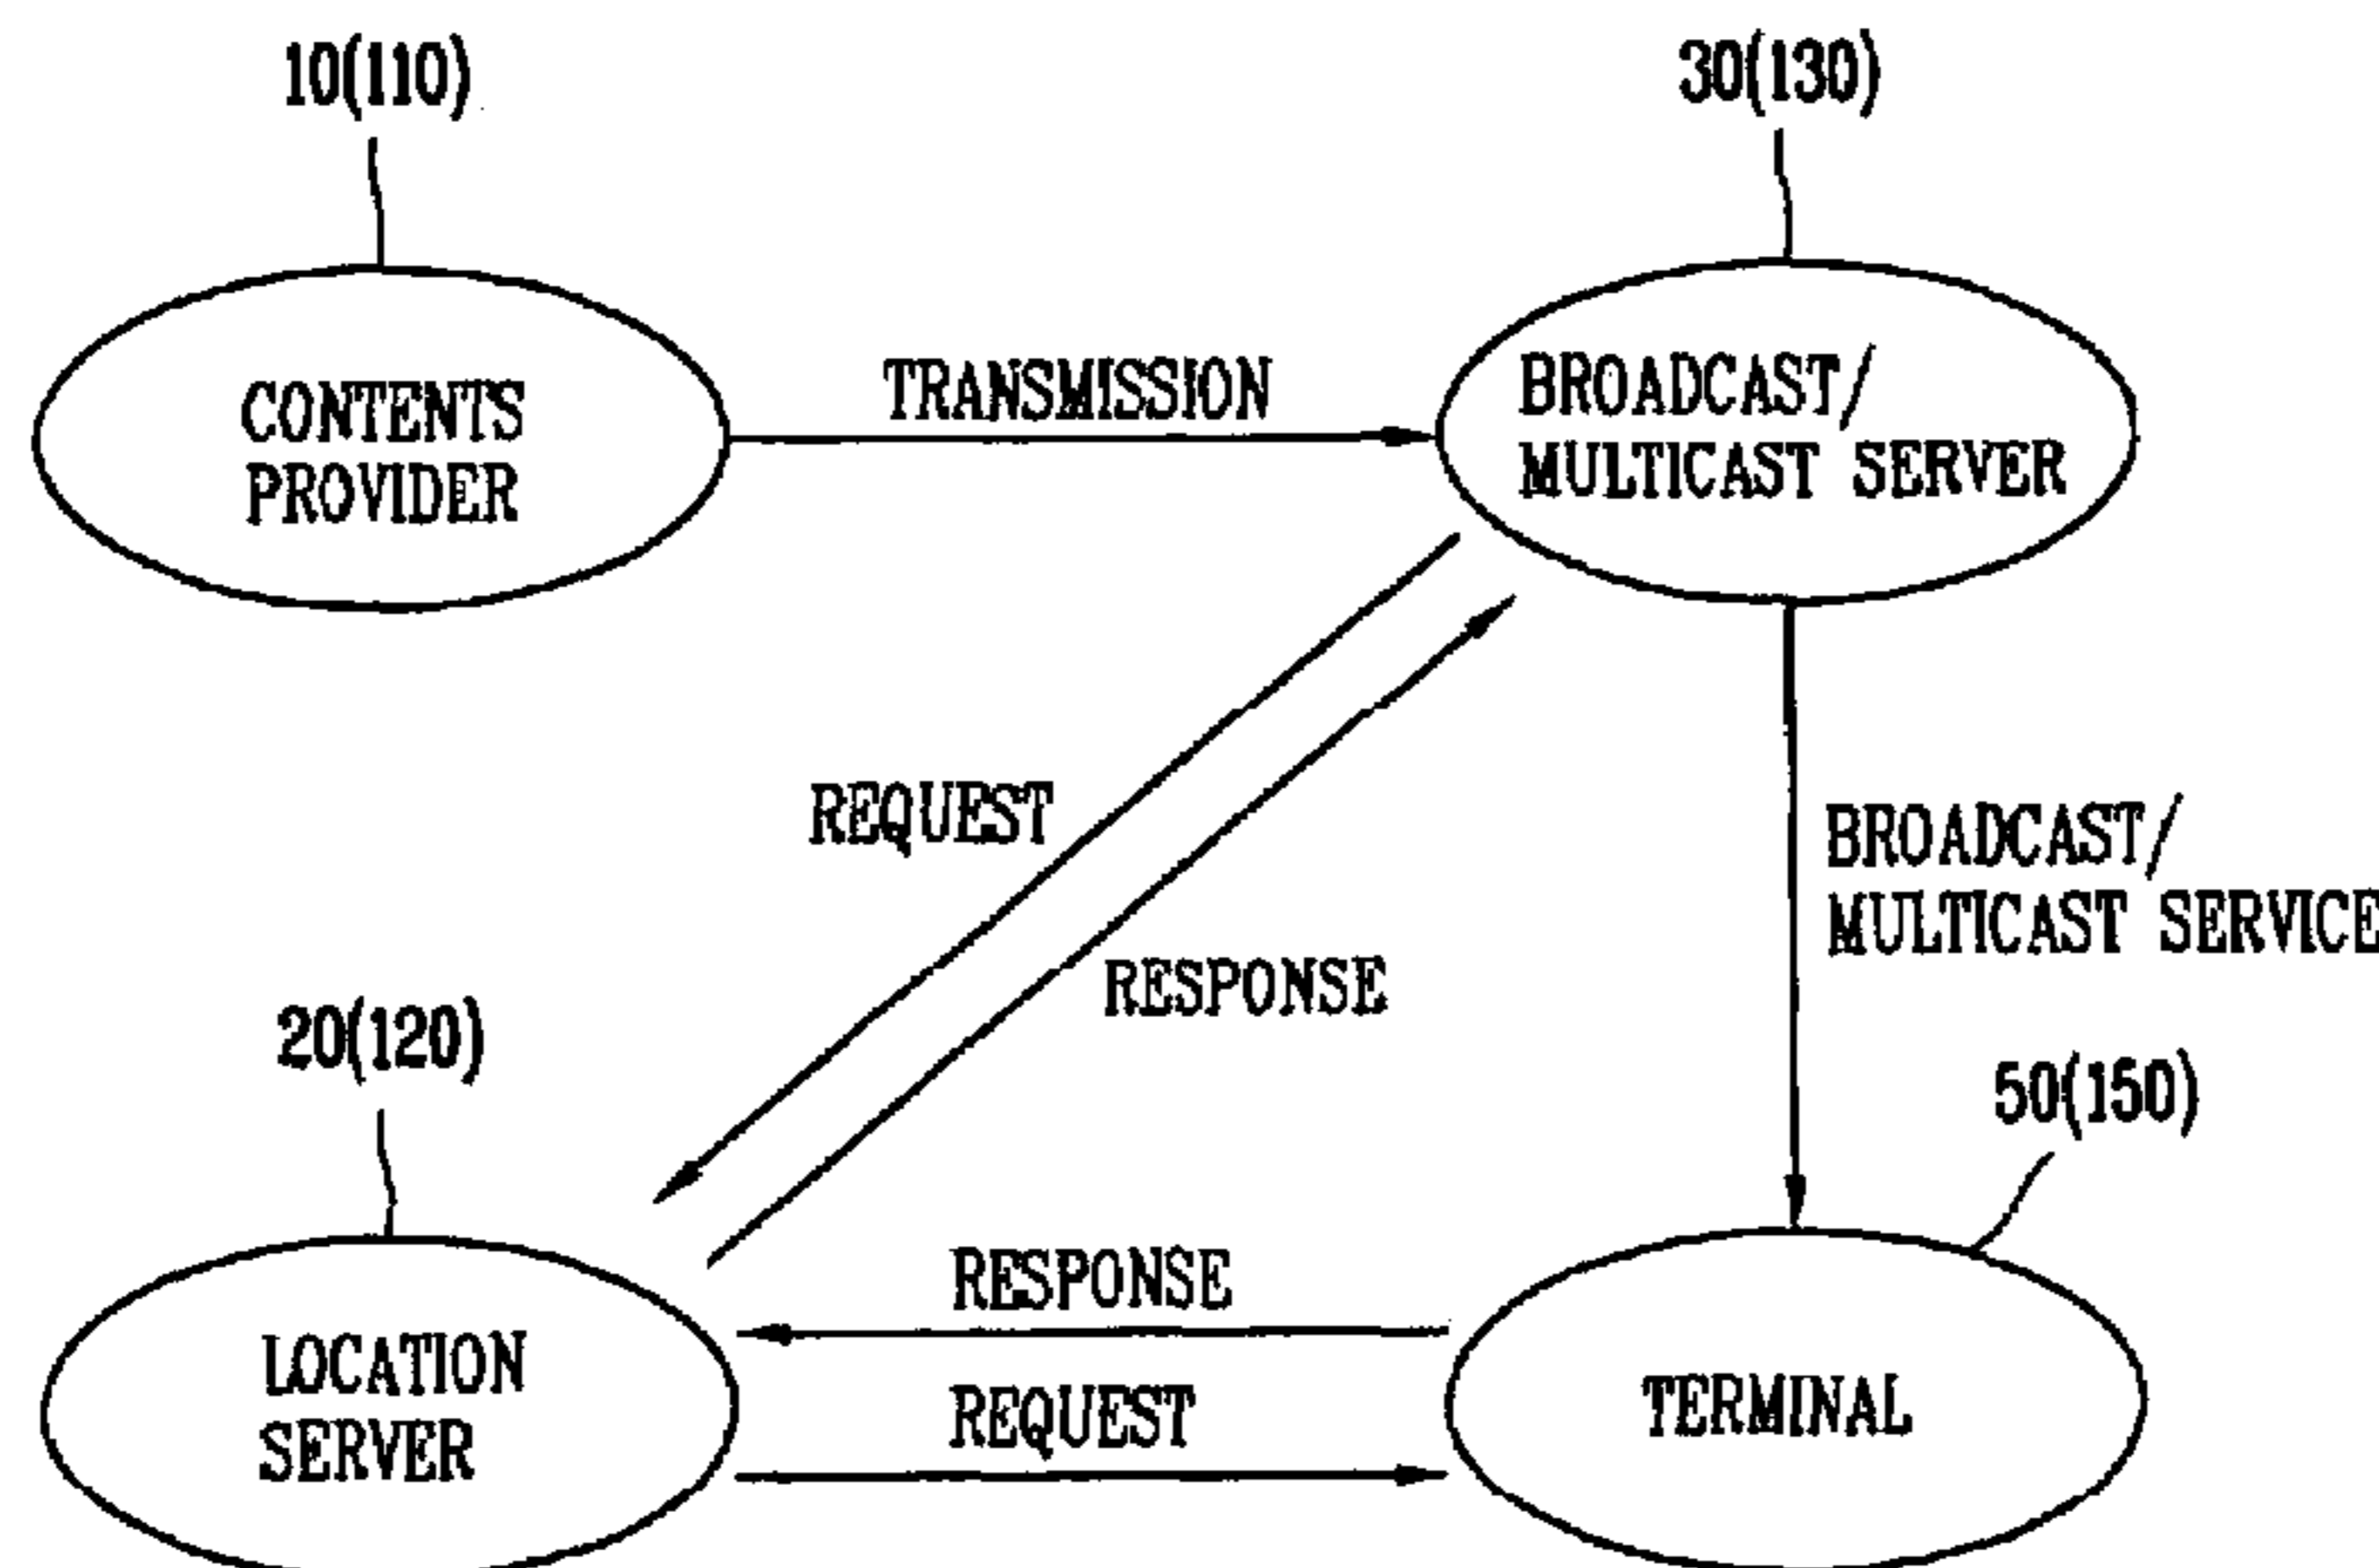 10(110)
30(130)
CONTENTS
PROVIDER
TRANSMISSION
BROADCAST/
MULTICAST SERVER
REQUEST
RESPONSE
BROADCAST/
MULTICAST SERVICE
20(120)
50(150)
LOCATION
SERVER
RESPONSE
REQUEST
TERMINAL